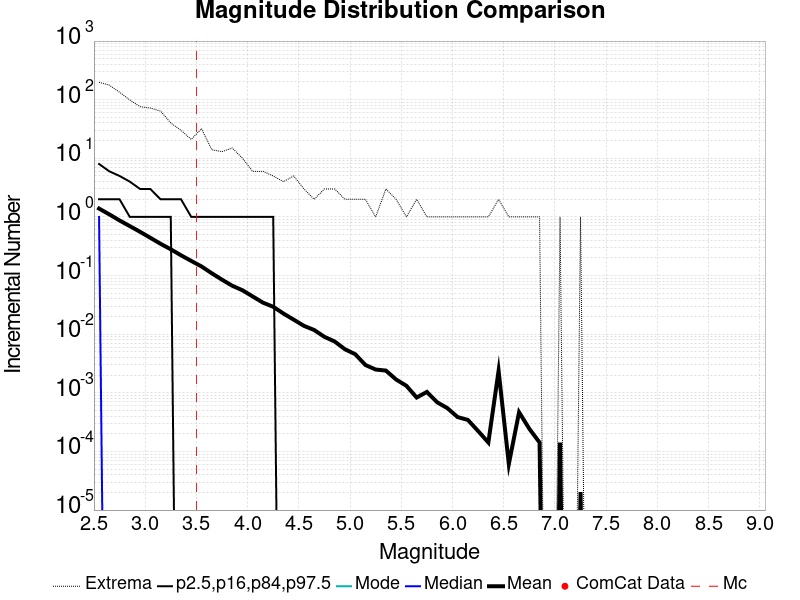 Magnitude Distribution Comparison
10^3
10^2
10^1
10^0
10^-1
10^-2
10^-3
10^-4
10^-5
Incremental Number
2.5 3.0 3.5 4.0 4.5 5.0 5.5 6.0 6.5 7.0 7.5 8.0 8.5 9.0
Magnitude
Extrema p2.5,p16,p84,p97.5 Mode Median Mean ComCat Data Mc